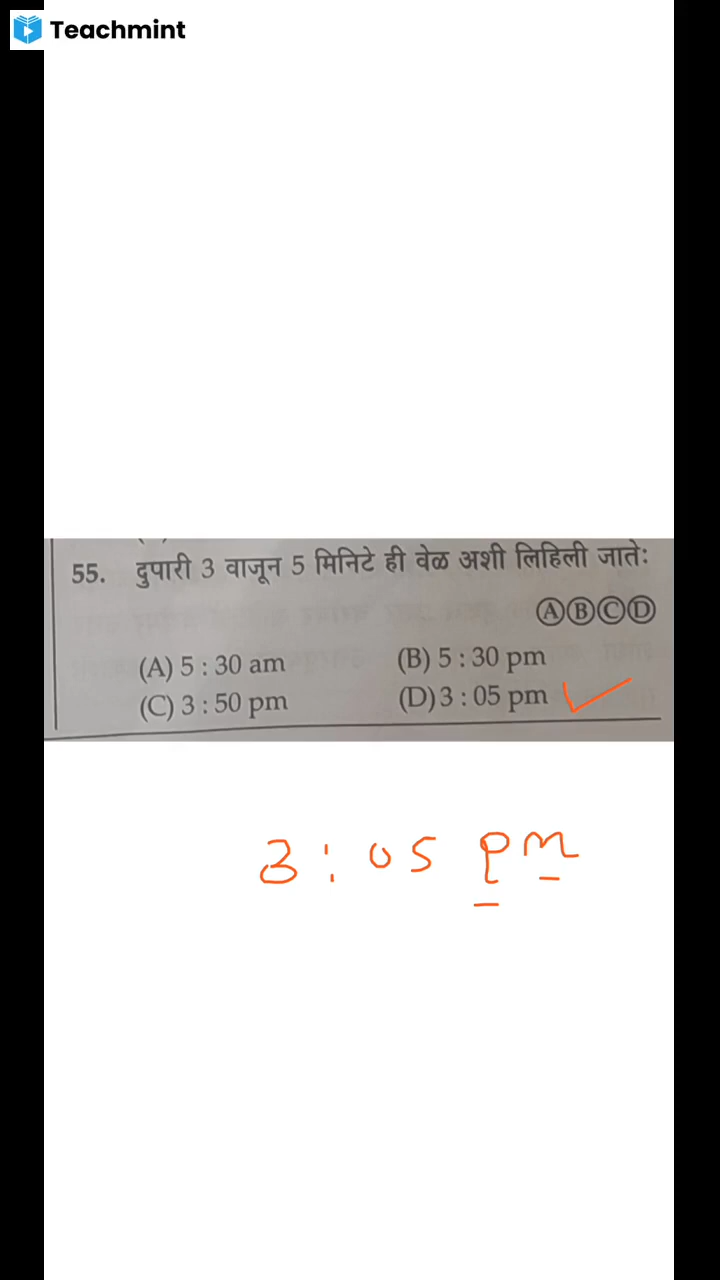 Teachmint
55. दुपारी 3 वाजून 5 मिनिटे ही वेळ अशी लिहिली जातेः
Ⓐ Ⓑ Ⓒ Ⓓ
(A) 5 : 30 am (B) 5 : 30 pm
(C) 3 : 50 pm (D) 3 : 05 pm
3 : 05 pm